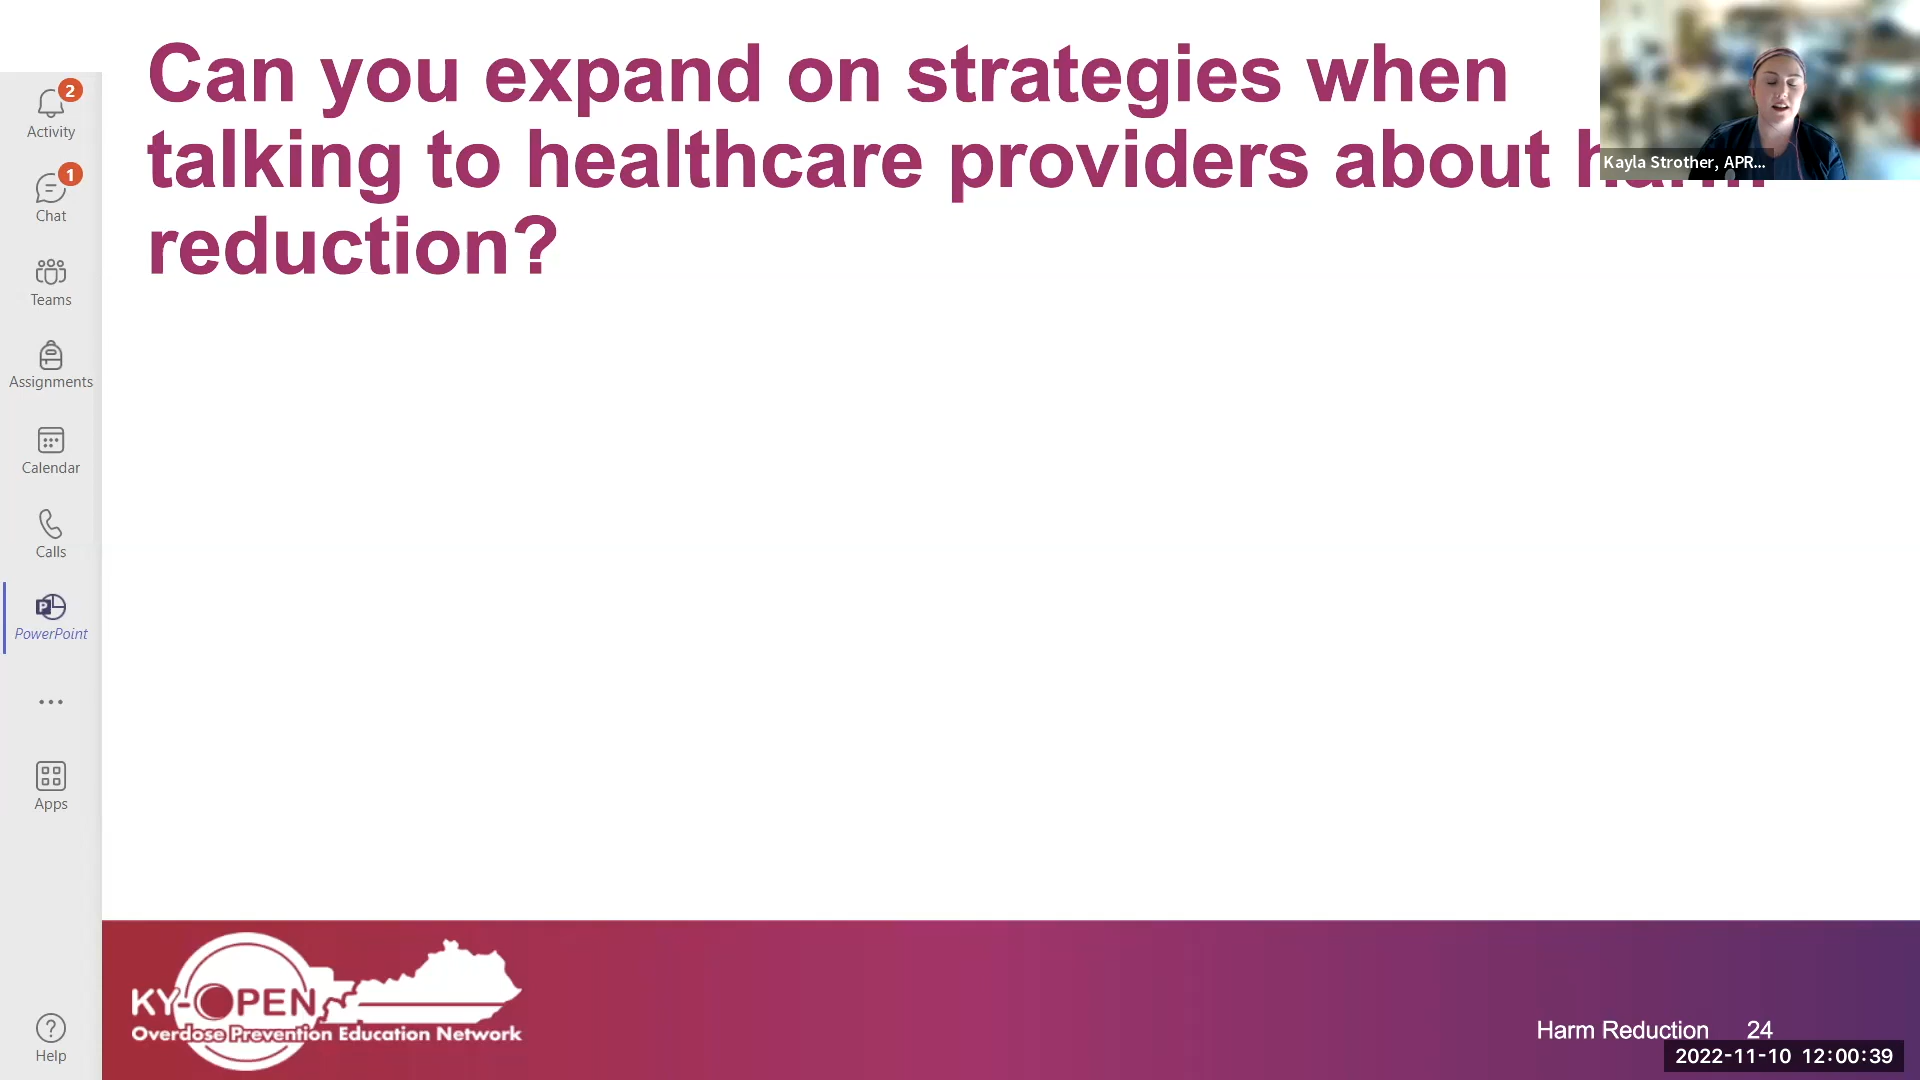 Can you expand on strategies when
talking to healthcare providers about harm
reduction?
Kayla Strother, APR...
2
Activity
1
Chat
Teams
Assignments
Calendar
Calls
PowerPoint
Apps
Help
KY-OPEN
Overdose Prevention Education Network
Harm Reduction 24
2022-11-10 12:00:39